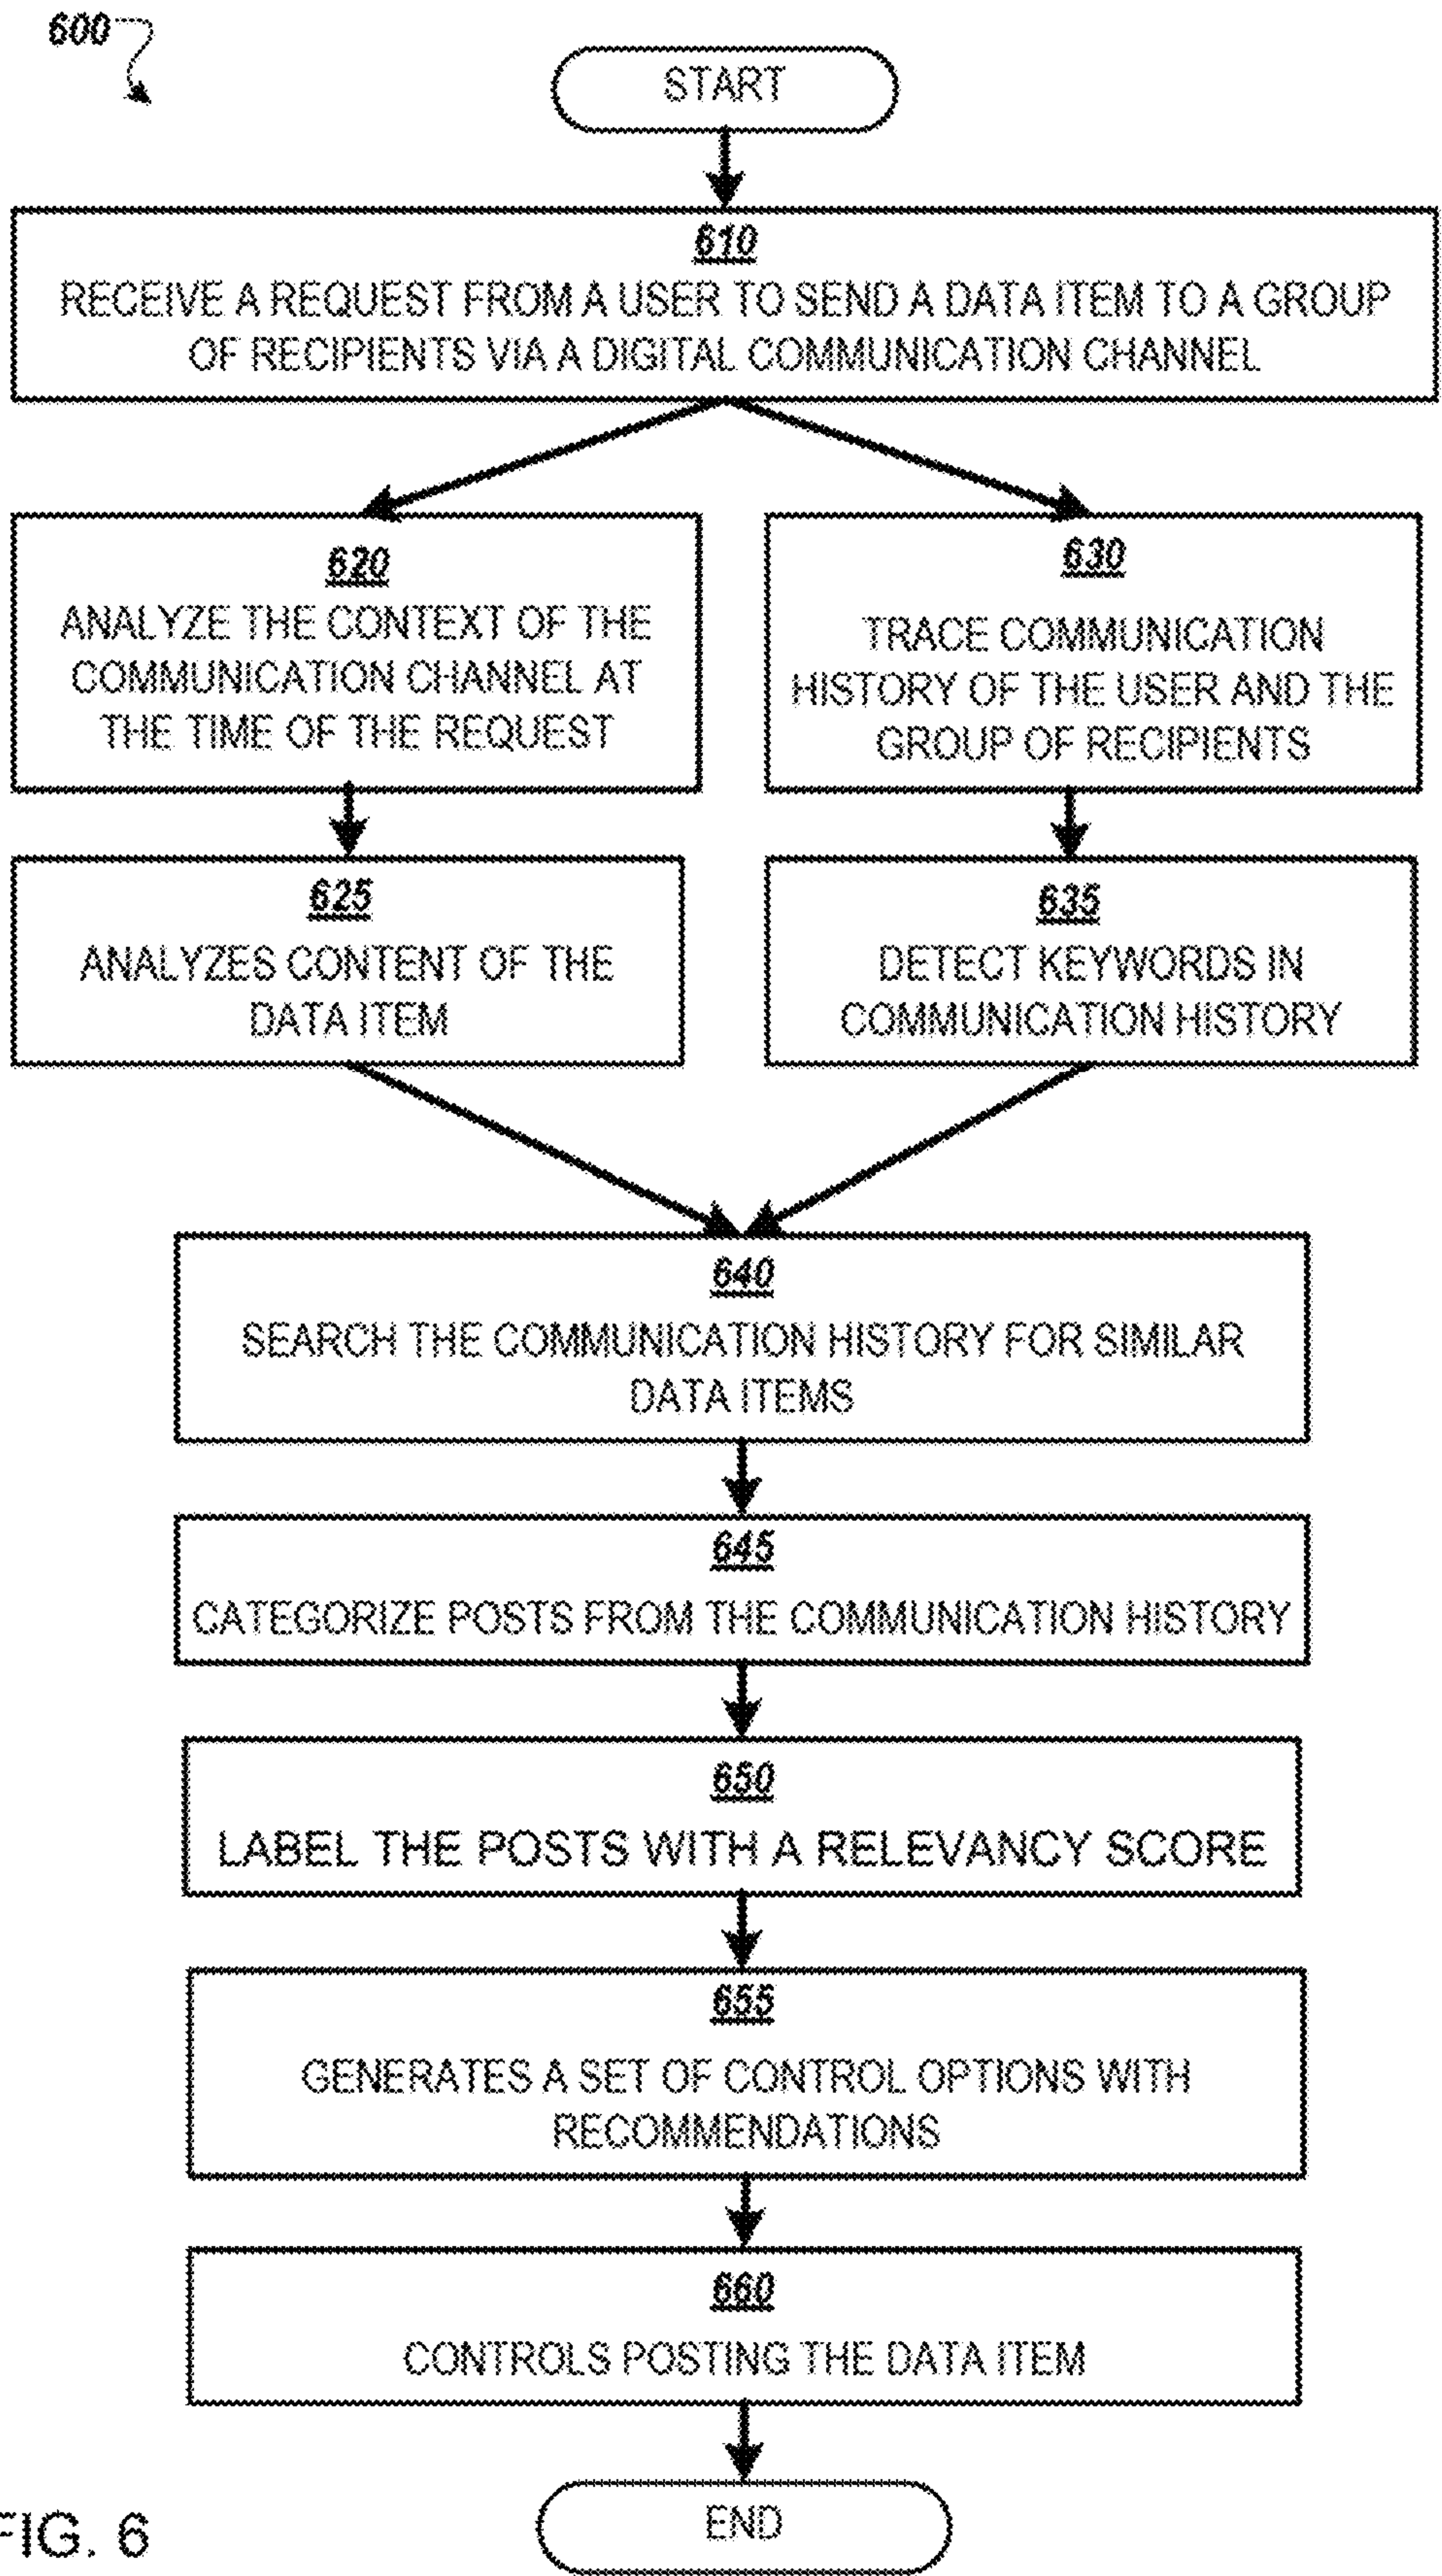 600
START
610
RECEIVE A REQUEST FROM A USER TO SEND A DATA ITEM TO A GROUP
OF RECIPIENTS VIA A DIGITAL COMMUNICATION CHANNEL
620
ANALYZE THE CONTEXT OF THE
COMMUNICATION CHANNEL AT
THE TIME OF THE REQUEST
630
TRACE COMMUNICATION
HISTORY OF THE USER AND THE
GROUP OF RECIPIENTS
625
ANALYZES CONTENT OF THE
DATA ITEM
635
DETECT KEYWORDS IN
COMMUNICATION HISTORY
640
SEARCH THE COMMUNICATION HISTORY FOR SIMILAR
DATA ITEMS
645
CATEGORIZE POSTS FROM THE COMMUNICATION HISTORY
650
LABEL THE POSTS WITH A RELEVANCY SCORE
655
GENERATES A SET OF CONTROL OPTIONS WITH
RECOMMENDATIONS
660
CONTROLS POSTING THE DATA ITEM
END
FIG. 6